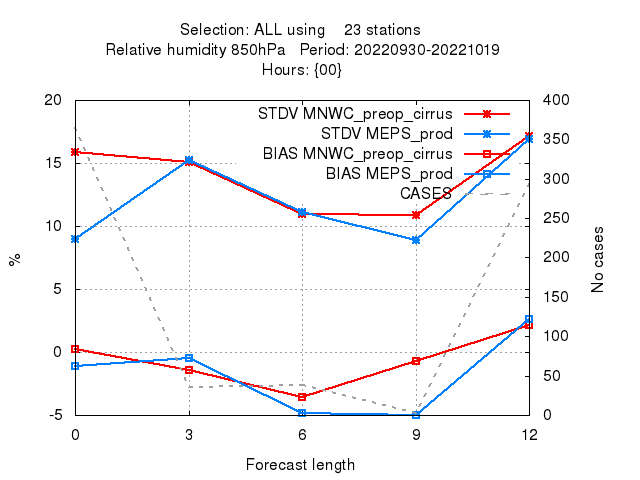 Selection: ALL using 23 stations
Relative humidity 850hPa Period: 20220930-20221019
Hours: {00}
20 400
STDV MNWC_preop_cirrus
STDV MEPS_prod
350
15
BIAS MNWC_preop_cirrus
BIAS MEPS_prod
300
CASES
250
10
200
%
No cases
5
150
100
0
50
-5 0
0 3 6 9 12
Forecast length